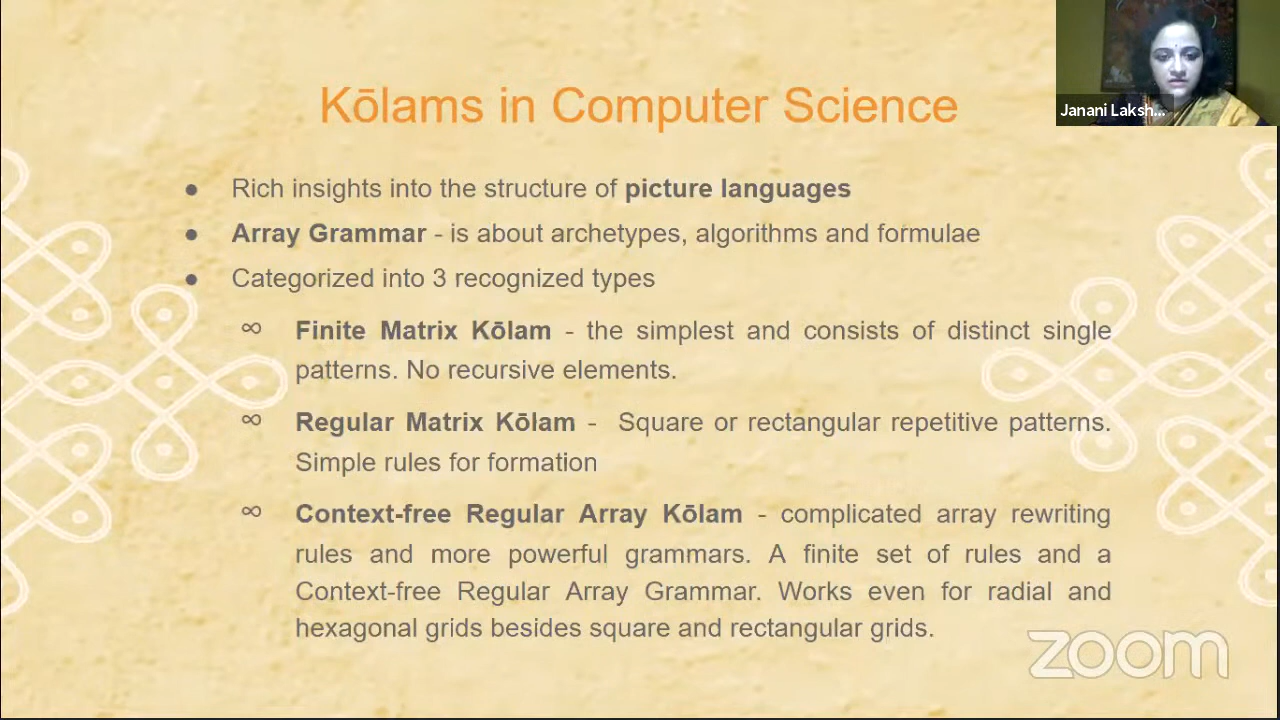 Kōlams in Computer Science
Janani Laksh...
● Rich insights into the structure of picture languages
● Array Grammar - is about archetypes, algorithms and formulae
● Categorized into 3 recognized types
∞ Finite Matrix Kōlam - the simplest and consists of distinct single
patterns. No recursive elements.
∞ Regular Matrix Kōlam - Square or rectangular repetitive patterns.
Simple rules for formation
∞ Context-free Regular Array Kōlam - complicated array rewriting
rules and more powerful grammars. A finite set of rules and a
Context-free Regular Array Grammar. Works even for radial and
hexagonal grids besides square and rectangular grids.
zoom